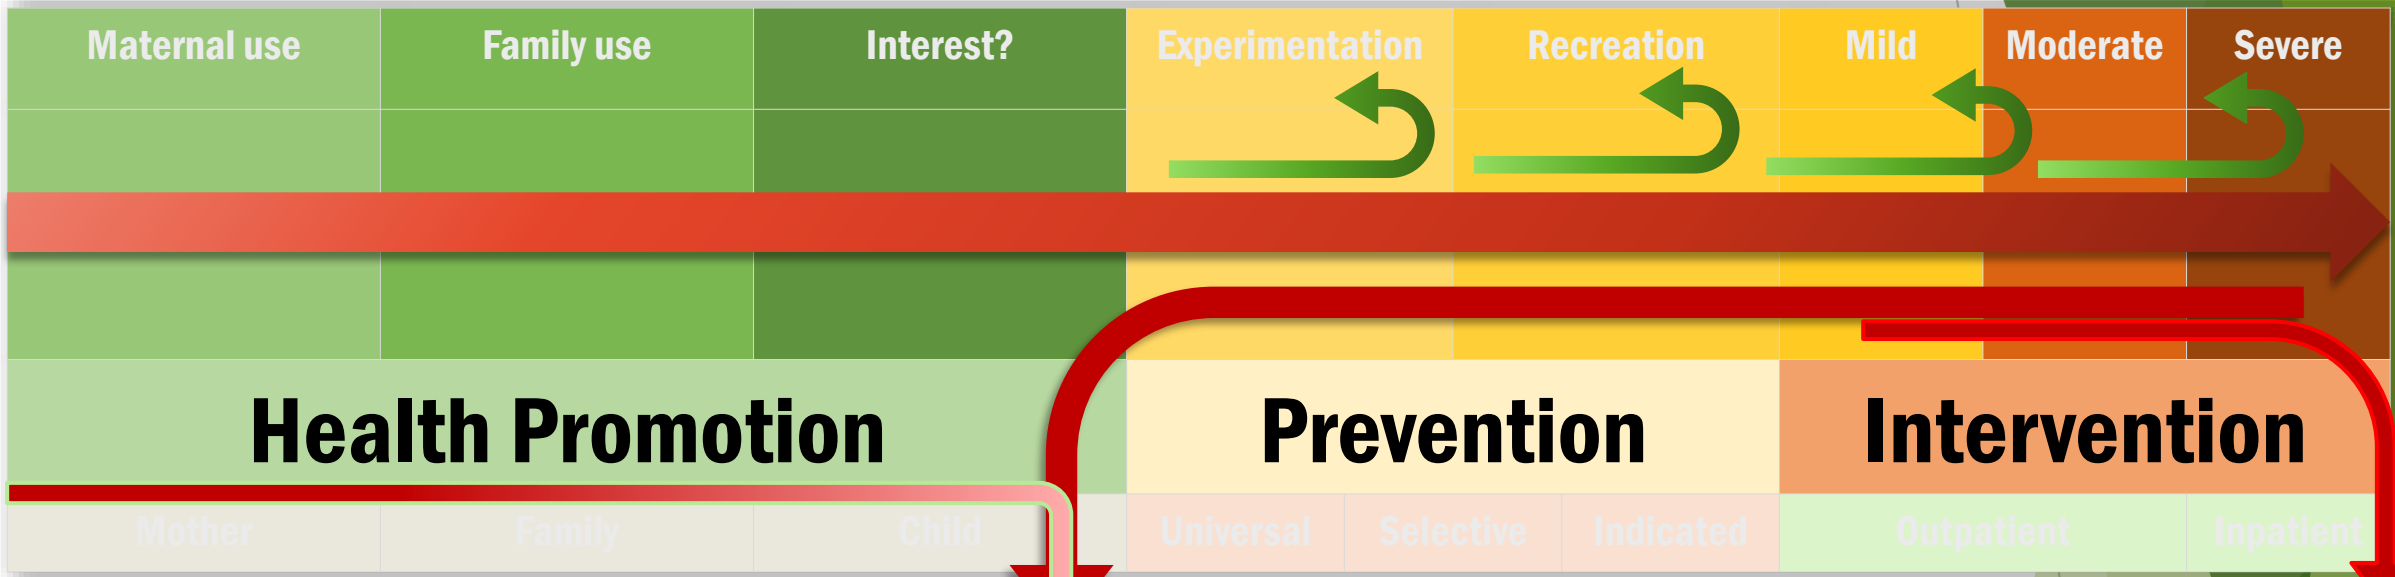 Maternal use Family use Interest? Experimentation Recreation Mild Moderate Severe
Health Promotion Prevention Intervention
Mother Family Child Universal Selective Indicated Outpatient Inpatient